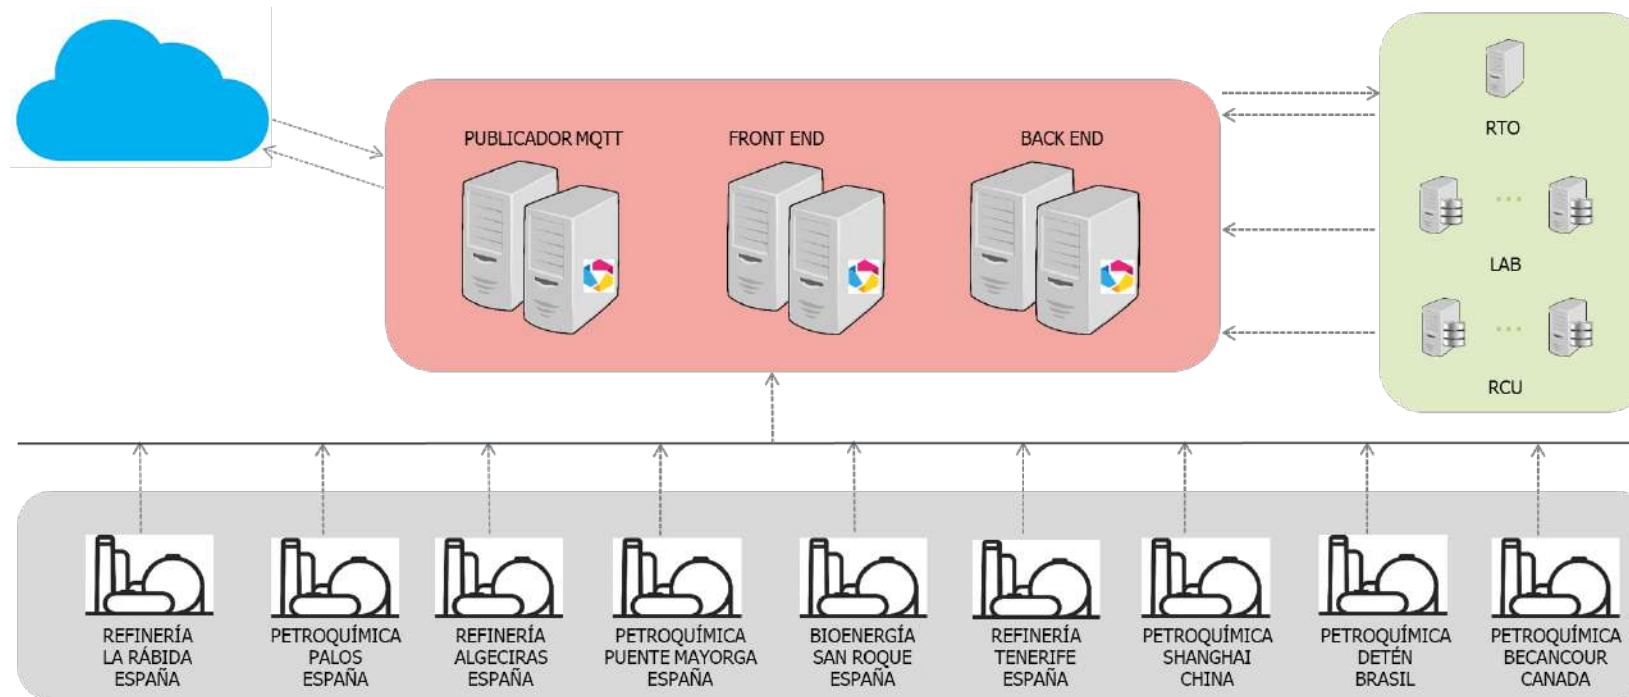 PUBLICADOR MQTT
FRONT END
BACK END
RTO
LAB
RCU
REFINERÍA
LA RÁBIDA
ESPAÑA
PETROQUÍMICA
PALOS
ESPAÑA
REFINERÍA
ALGECIRAS
ESPAÑA
PETROQUÍMICA
PUENTE MAYORGA
ESPAÑA
BIOENERGÍA
SAN ROQUE
ESPAÑA
REFINERÍA
TENERIFE
ESPAÑA
PETROQUÍMICA
SHANGHAI
CHINA
PETROQUÍMICA
DETÉN
BRASIL
PETROQUÍMICA
BECANCOUR
CANADA